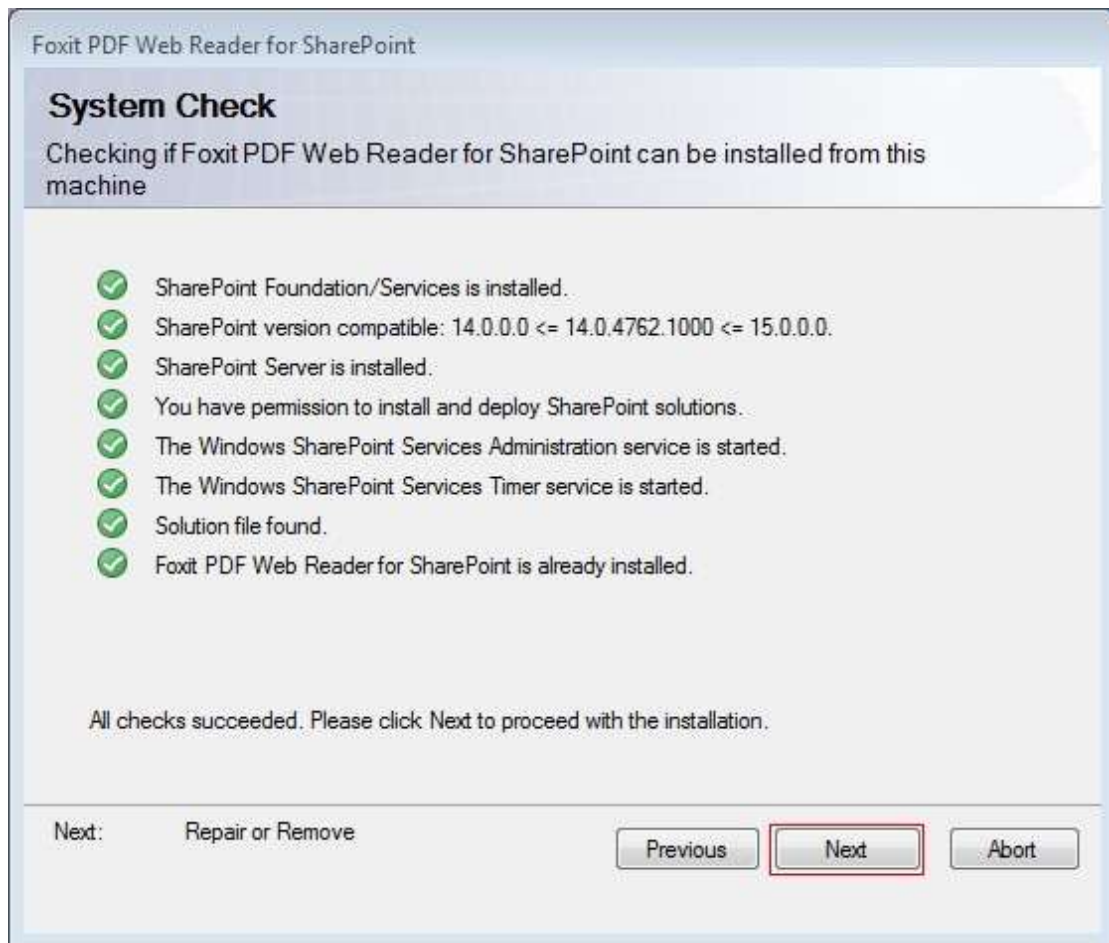 Foxit PDF Web Reader for SharePoint
System Check
Checking if Foxit PDF Web Reader for SharePoint can be installed from this
machine
SharePoint Foundation/Services is installed.
SharePoint version compatible: 14.0.0.0 <= 14.0.4762.1000 <= 15.0.0.0.
SharePoint Server is installed.
You have permission to install and deploy SharePoint solutions.
The Windows SharePoint Services Administration service is started.
The Windows SharePoint Services Timer service is started.
Solution file found.
Foxit PDF Web Reader for SharePoint is already installed.
All checks succeeded. Please click Next to proceed with the installation.
Next: Repair or Remove
Previous Next Abort